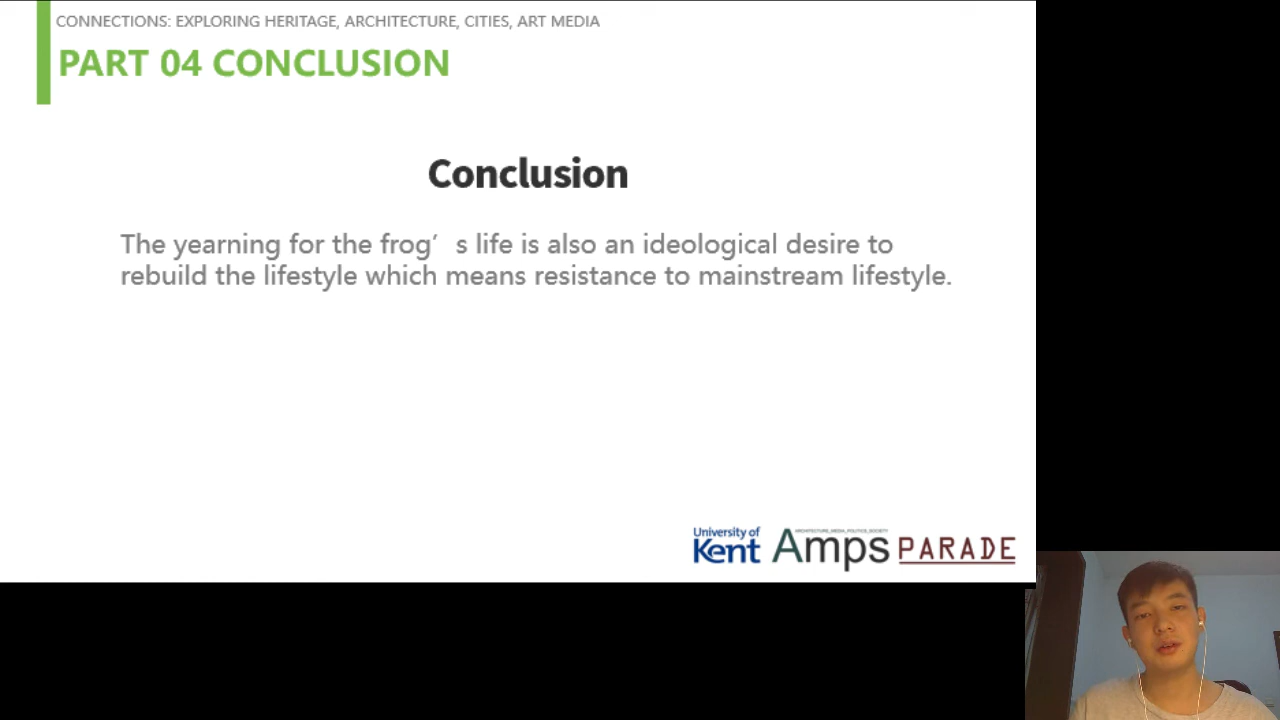 CONNECTIONS: EXPLORING HERITAGE, ARCHITECTURE, CITIES, ART MEDIA
PART 04 CONCLUSION
Conclusion
The yearning for the frog’ s life is also an ideological desire to
rebuild the lifestyle which means resistance to mainstream lifestyle.
University of
Kent
ARCHITECTURE_MEDIA_POLITICS_SOCIETY
Amps
PARADE